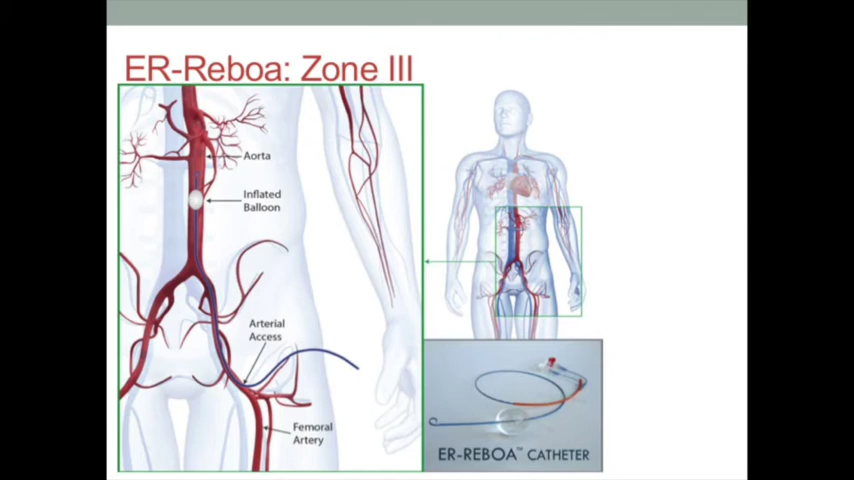 ER-Reboa: Zone III
Aorta
Inflated
Balloon
Arterial
Access
Femoral
Artery
ER-REBOA™ CATHETER